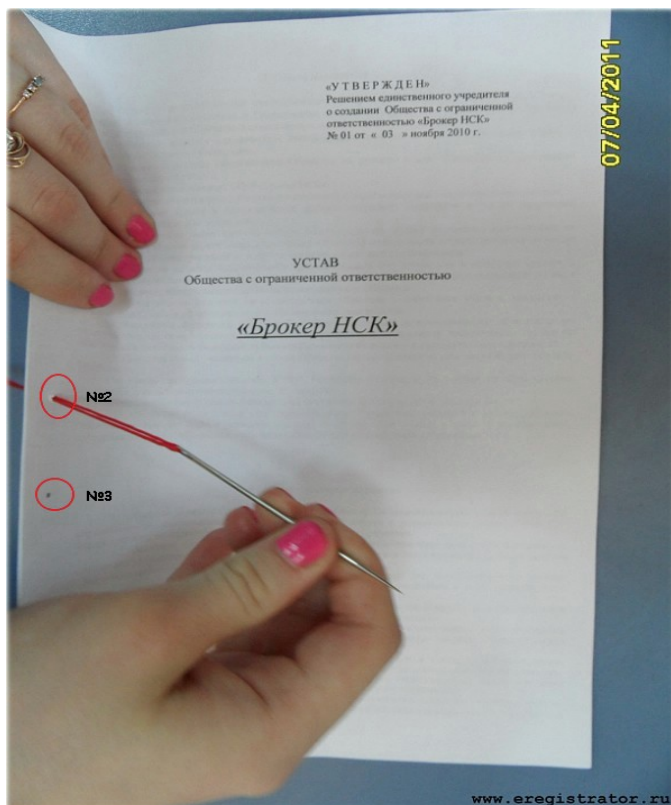 «У Т В Е Р Ж Д Е Н»
Решением единственного учредителя
о создании Общества с ограниченной
ответственностью «Брокер НСК»
№ 01 от « 03 » ноября 2010 г.
07/04/2011
УСТАВ
Общества с ограниченной ответственностью
«Брокер НСК»
№2
№3
www.eregistrator.ru